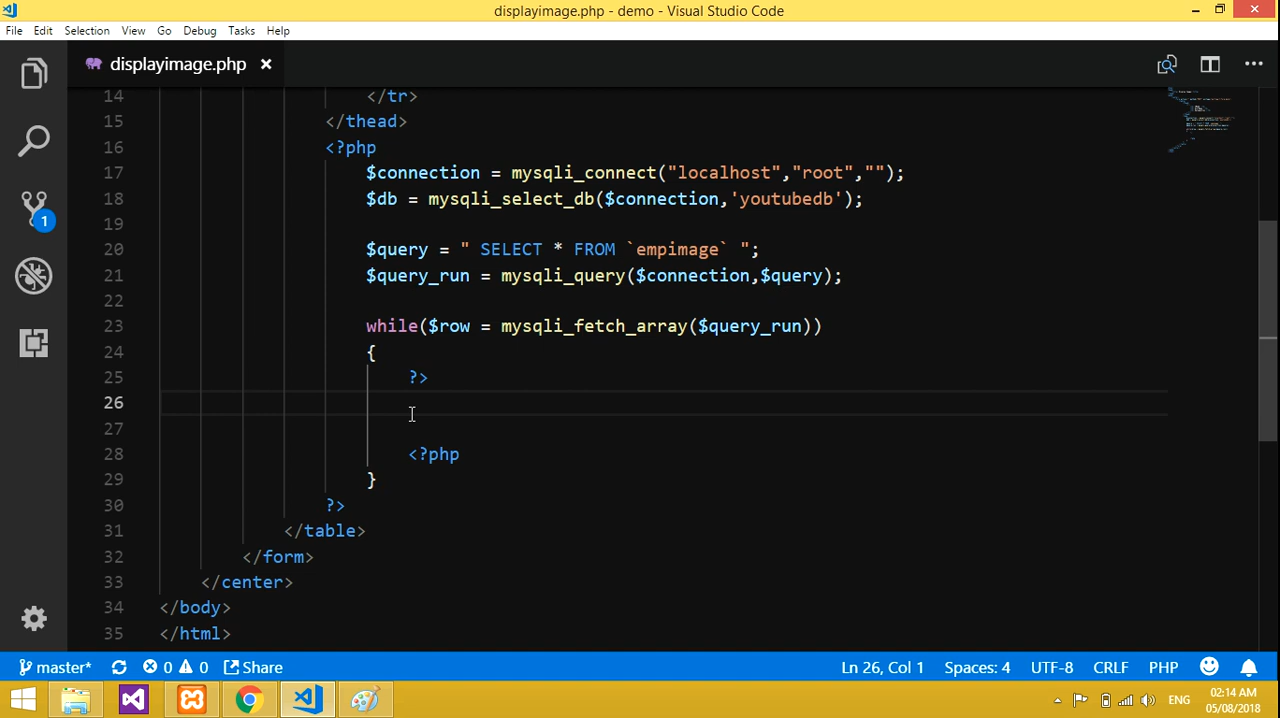 displayimage.php - demo - Visual Studio Code
File Edit Selection View Go Debug Tasks Help
displayimage.php
14 </tr>
15 </thead>
16 <?php
17 $connection = mysqli_connect("localhost","root","");
18 $db = mysqli_select_db($connection,'youtubedb');
19
20 $query = " SELECT * FROM `empimage` ";
21 $query_run = mysqli_query($connection,$query);
22
23 while($row = mysqli_fetch_array($query_run))
24 {
25 ?>
26
27
28 <?php
29 }
30 ?>
31 </table>
32 </form>
33 </center>
34 </body>
35 </html>
1
master* 0 0 Share Ln 26, Col 1 Spaces: 4 UTF-8 CRLF PHP
ENG
02:14 AM
05/08/2018